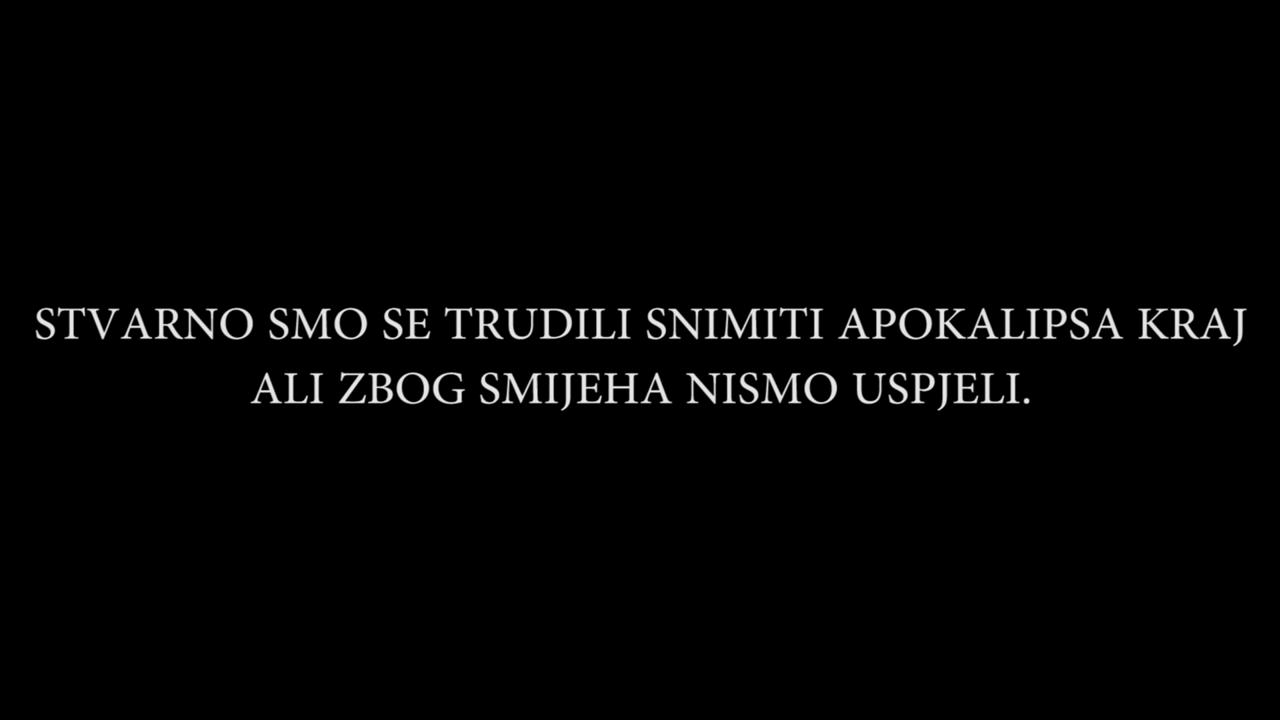 STVARNO SMO SE TRUDILI SNIMITI APOKALIPSA KRAJ
ALI ZBOG SMIJEHA NISMO USPJELI.